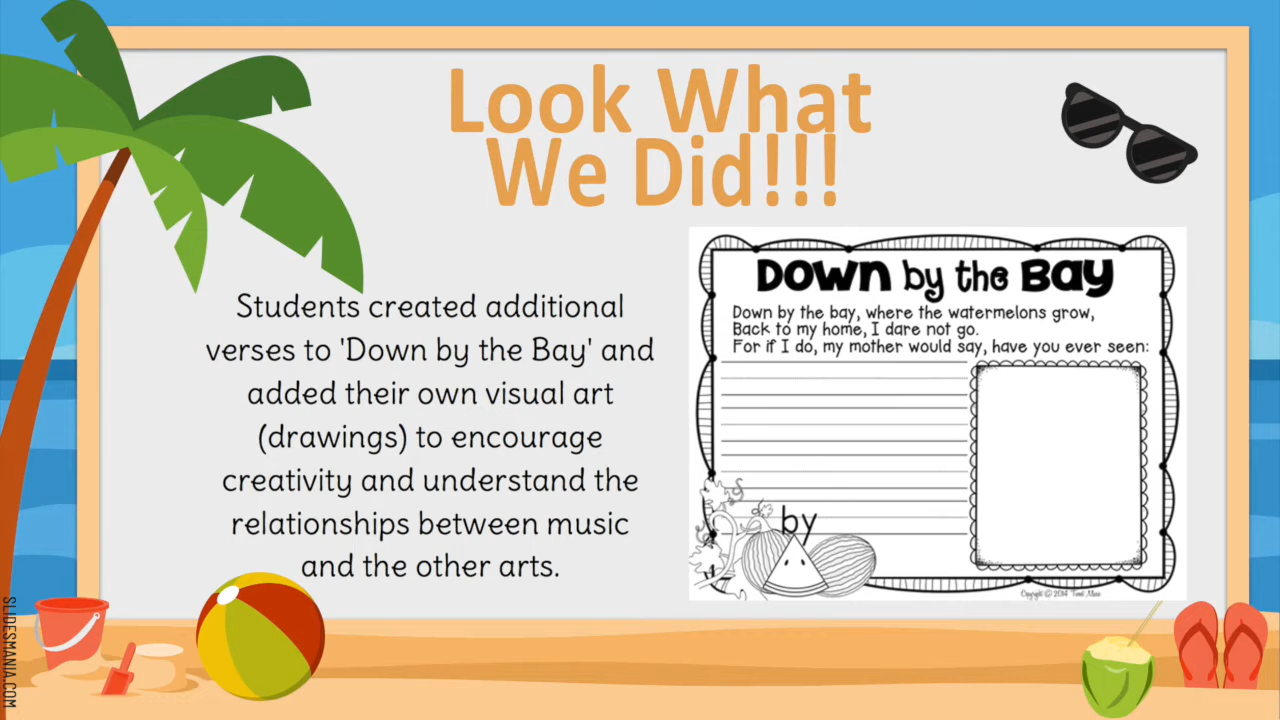 Look What
We Did!!!
Students created additional
verses to 'Down by the Bay' and
added their own visual art
(drawings) to encourage
creativity and understand the
relationships between music
and the other arts.
Down by the Bay
Down by the bay, where the watermelons grow,
Back to my home, I dare not go.
For if I do, my mother would say, have you ever seen:
by
Copyright © 2014
SLIDESMANIA.COM